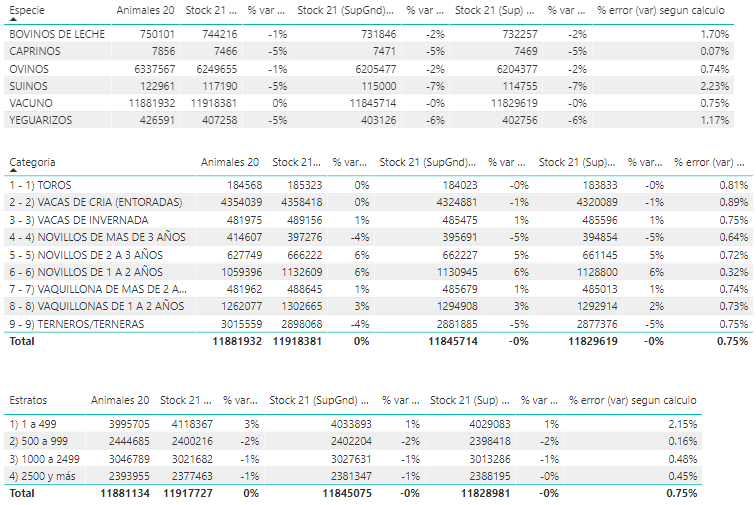 Especie Animales 20 Stock 21 ... % var ... Stock 21 (SupGnd)... % var ... Stock 21 (Sup) ... % var ... % error (var) segun calculo
BOVINOS DE LECHE 750101 744216 -1% 731846 -2% 732257 -2% 1.70%
CAPRINOS 7856 7466 -5% 7471 -5% 7469 -5% 0.07%
OVINOS 6337567 6249655 -1% 6205477 -2% 6204377 -2% 0.74%
SUINOS 122961 117190 -5% 115000 -7% 114755 -7% 2.23%
VACUNO 11881932 11918381 0% 11845714 -0% 11829619 -0% 0.75%
YEGUARIZOS 426591 407258 -5% 403126 -6% 402756 -6% 1.17%
Categoría Animales 20 Stock 21... % var... Stock 21 (SupGnd) ... % var ... Stock 21 (Sup)... % var... % error (var) ...
1 - 1) TOROS 184568 185323 0% 184023 -0% 183833 -0% 0.81%
2 - 2) VACAS DE CRIA (ENTORADAS) 4354039 4358418 0% 4324881 -1% 4320089 -1% 0.89%
3 - 3) VACAS DE INVERNADA 481975 489156 1% 485475 1% 485596 1% 0.75%
4 - 4) NOVILLOS DE MAS DE 3 AÑOS 414607 397276 -4% 395691 -5% 394854 -5% 0.64%
5 - 5) NOVILLOS DE 2 A 3 AÑOS 627749 666222 6% 662227 5% 661145 5% 0.72%
6 - 6) NOVILLOS DE 1 A 2 AÑOS 1059396 1132609 6% 1130945 6% 1128800 6% 0.32%
7 - 7) VAQUILLONA DE MAS DE 2 A... 481962 488645 1% 485679 1% 485013 1% 0.74%
8 - 8) VAQUILLONAS DE 1 A 2 AÑOS 1262077 1302665 3% 1294908 3% 1292914 2% 0.73%
9 - 9) TERNEROS/TERNERAS 3015559 2898068 -4% 2881885 -5% 2877376 -5% 0.75%
Total 11881932 11918381 0% 11845714 -0% 11829619 -0% 0.75%
Estratos Animales 20 Stock 21 ... % var... Stock 21 (SupGnd) ... % var ... Stock 21 (Sup) ... % var ... % error (var) segun calculo
1) 1 a 499 3995705 4118367 3% 4033893 1% 4029083 1% 2.15%
2) 500 a 999 2444685 2400216 -2% 2402204 -2% 2398418 -2% 0.16%
3) 1000 a 2499 3046789 3021682 -1% 3027631 -1% 3013286 -1% 0.48%
4) 2500 y más 2393955 2377463 -1% 2381347 -1% 2388195 -0% 0.45%
Total 11881134 11917727 0% 11845075 -0% 11828981 -0% 0.75%